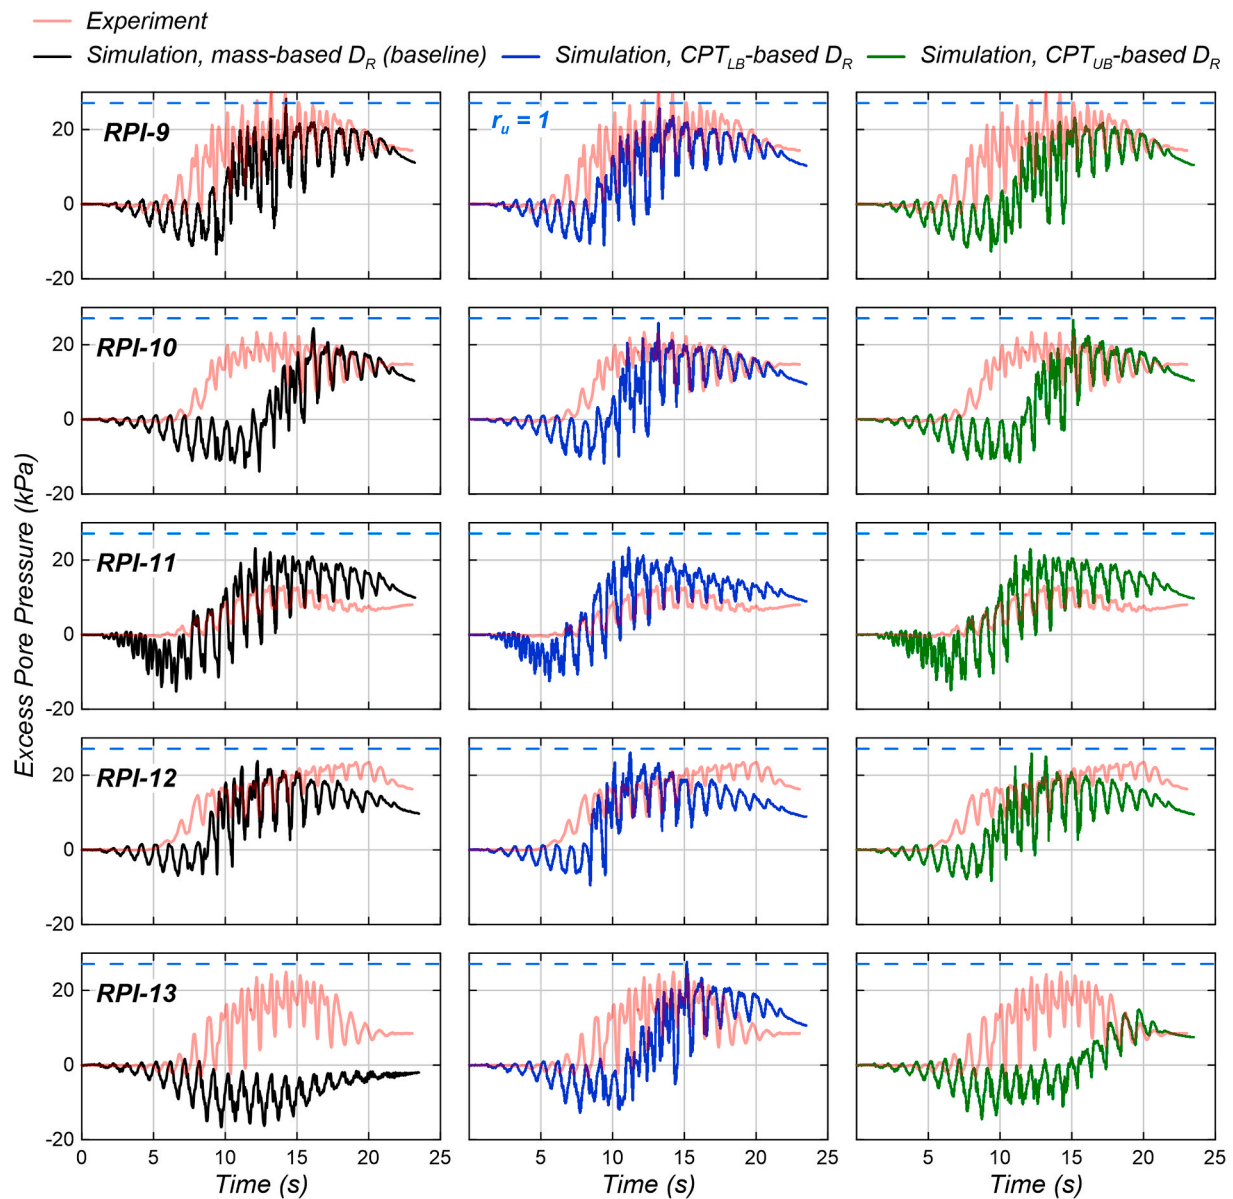 Experiment
Simulation, mass-based D_R (baseline) Simulation, CPT_LB-based D_R Simulation, CPT_UB-based D_R
RPI-9
r_u = 1
20
0
-20
RPI-10
20
0
-20
Excess Pore Pressure (kPa)
RPI-11
20
0
-20
RPI-12
20
0
-20
RPI-13
20
0
-20
0 5 10 15 20 25 5 10 15 20 25 5 10 15 20 25
Time (s) Time (s) Time (s)